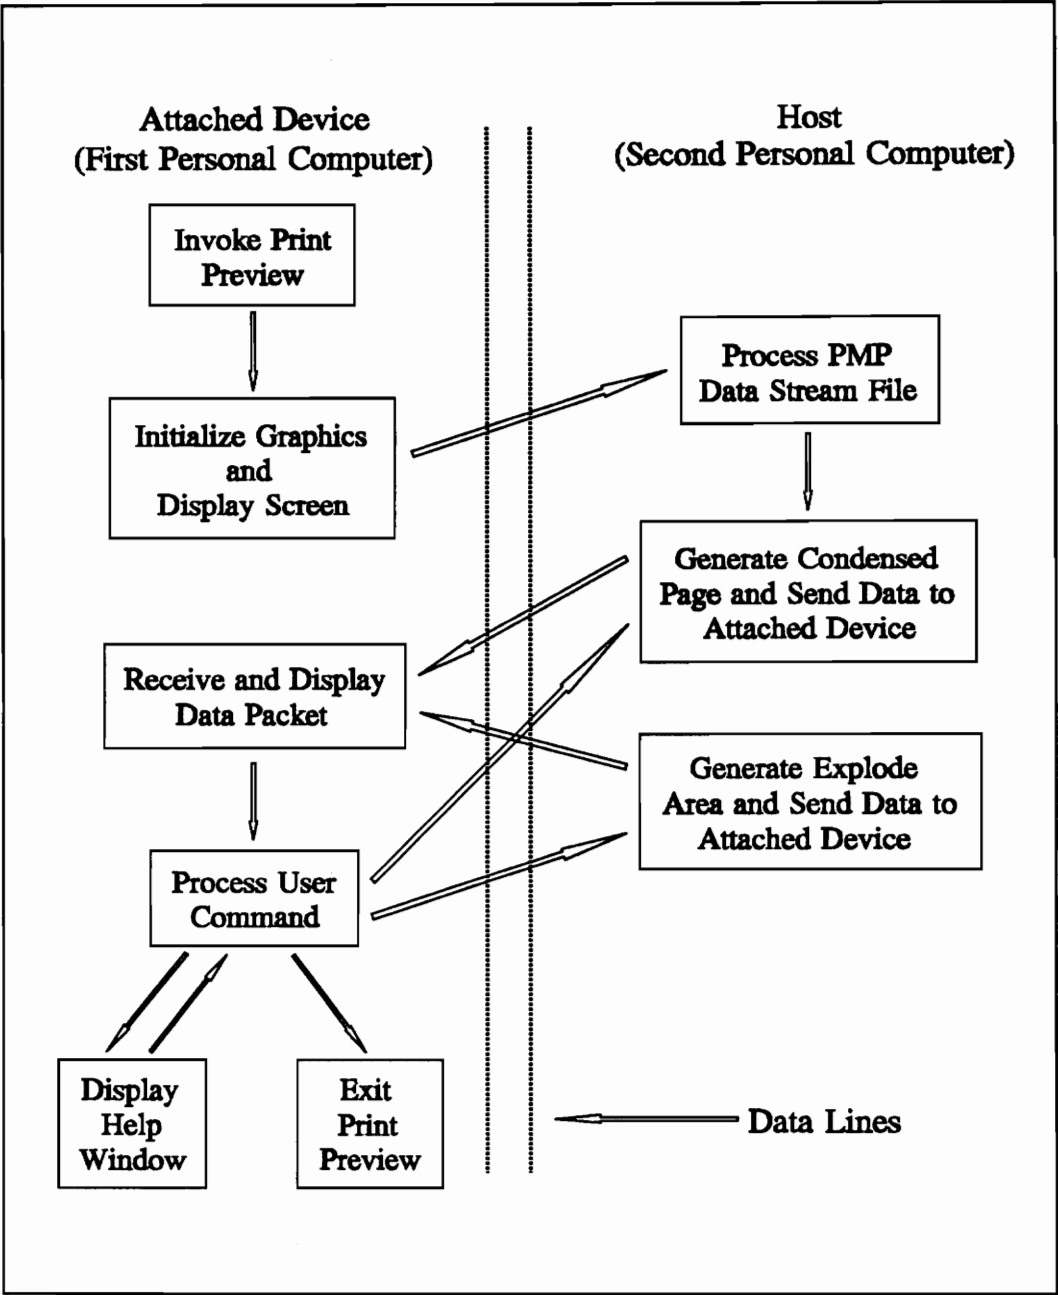 Attached Device
(First Personal Computer)
Host
(Second Personal Computer)
Invoke Print
Preview
Process PMP
Data Stream File
Initialize Graphics
and
Display Screen
Generate Condensed
Page and Send Data to
Attached Device
Receive and Display
Data Packet
Generate Explode
Area and Send Data to
Attached Device
Process User
Command
Display
Help
Window
Exit
Print
Preview
Data Lines